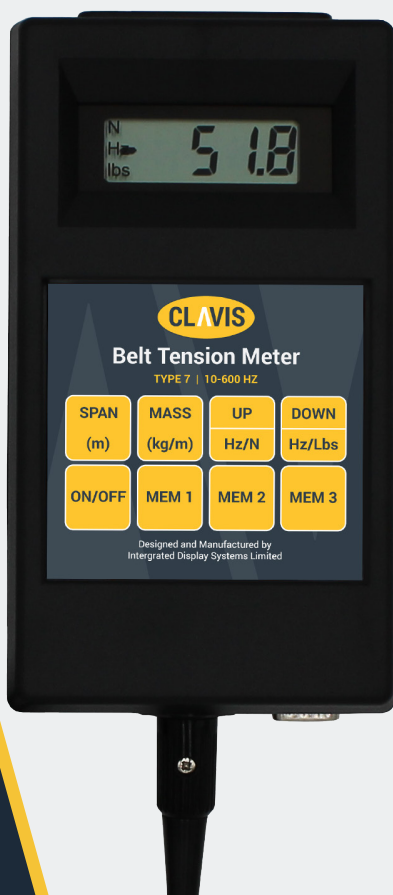 N
H
lbs
51.8
CLAVIS
Belt Tension Meter
TYPE 7 | 10-600 HZ
SPAN MASS UP DOWN
(m) (kg/m) Hz/N Hz/Lbs
ON/OFF MEM 1 MEM 2 MEM 3
Designed and Manufactured by
Intergrated Display Systems Limited